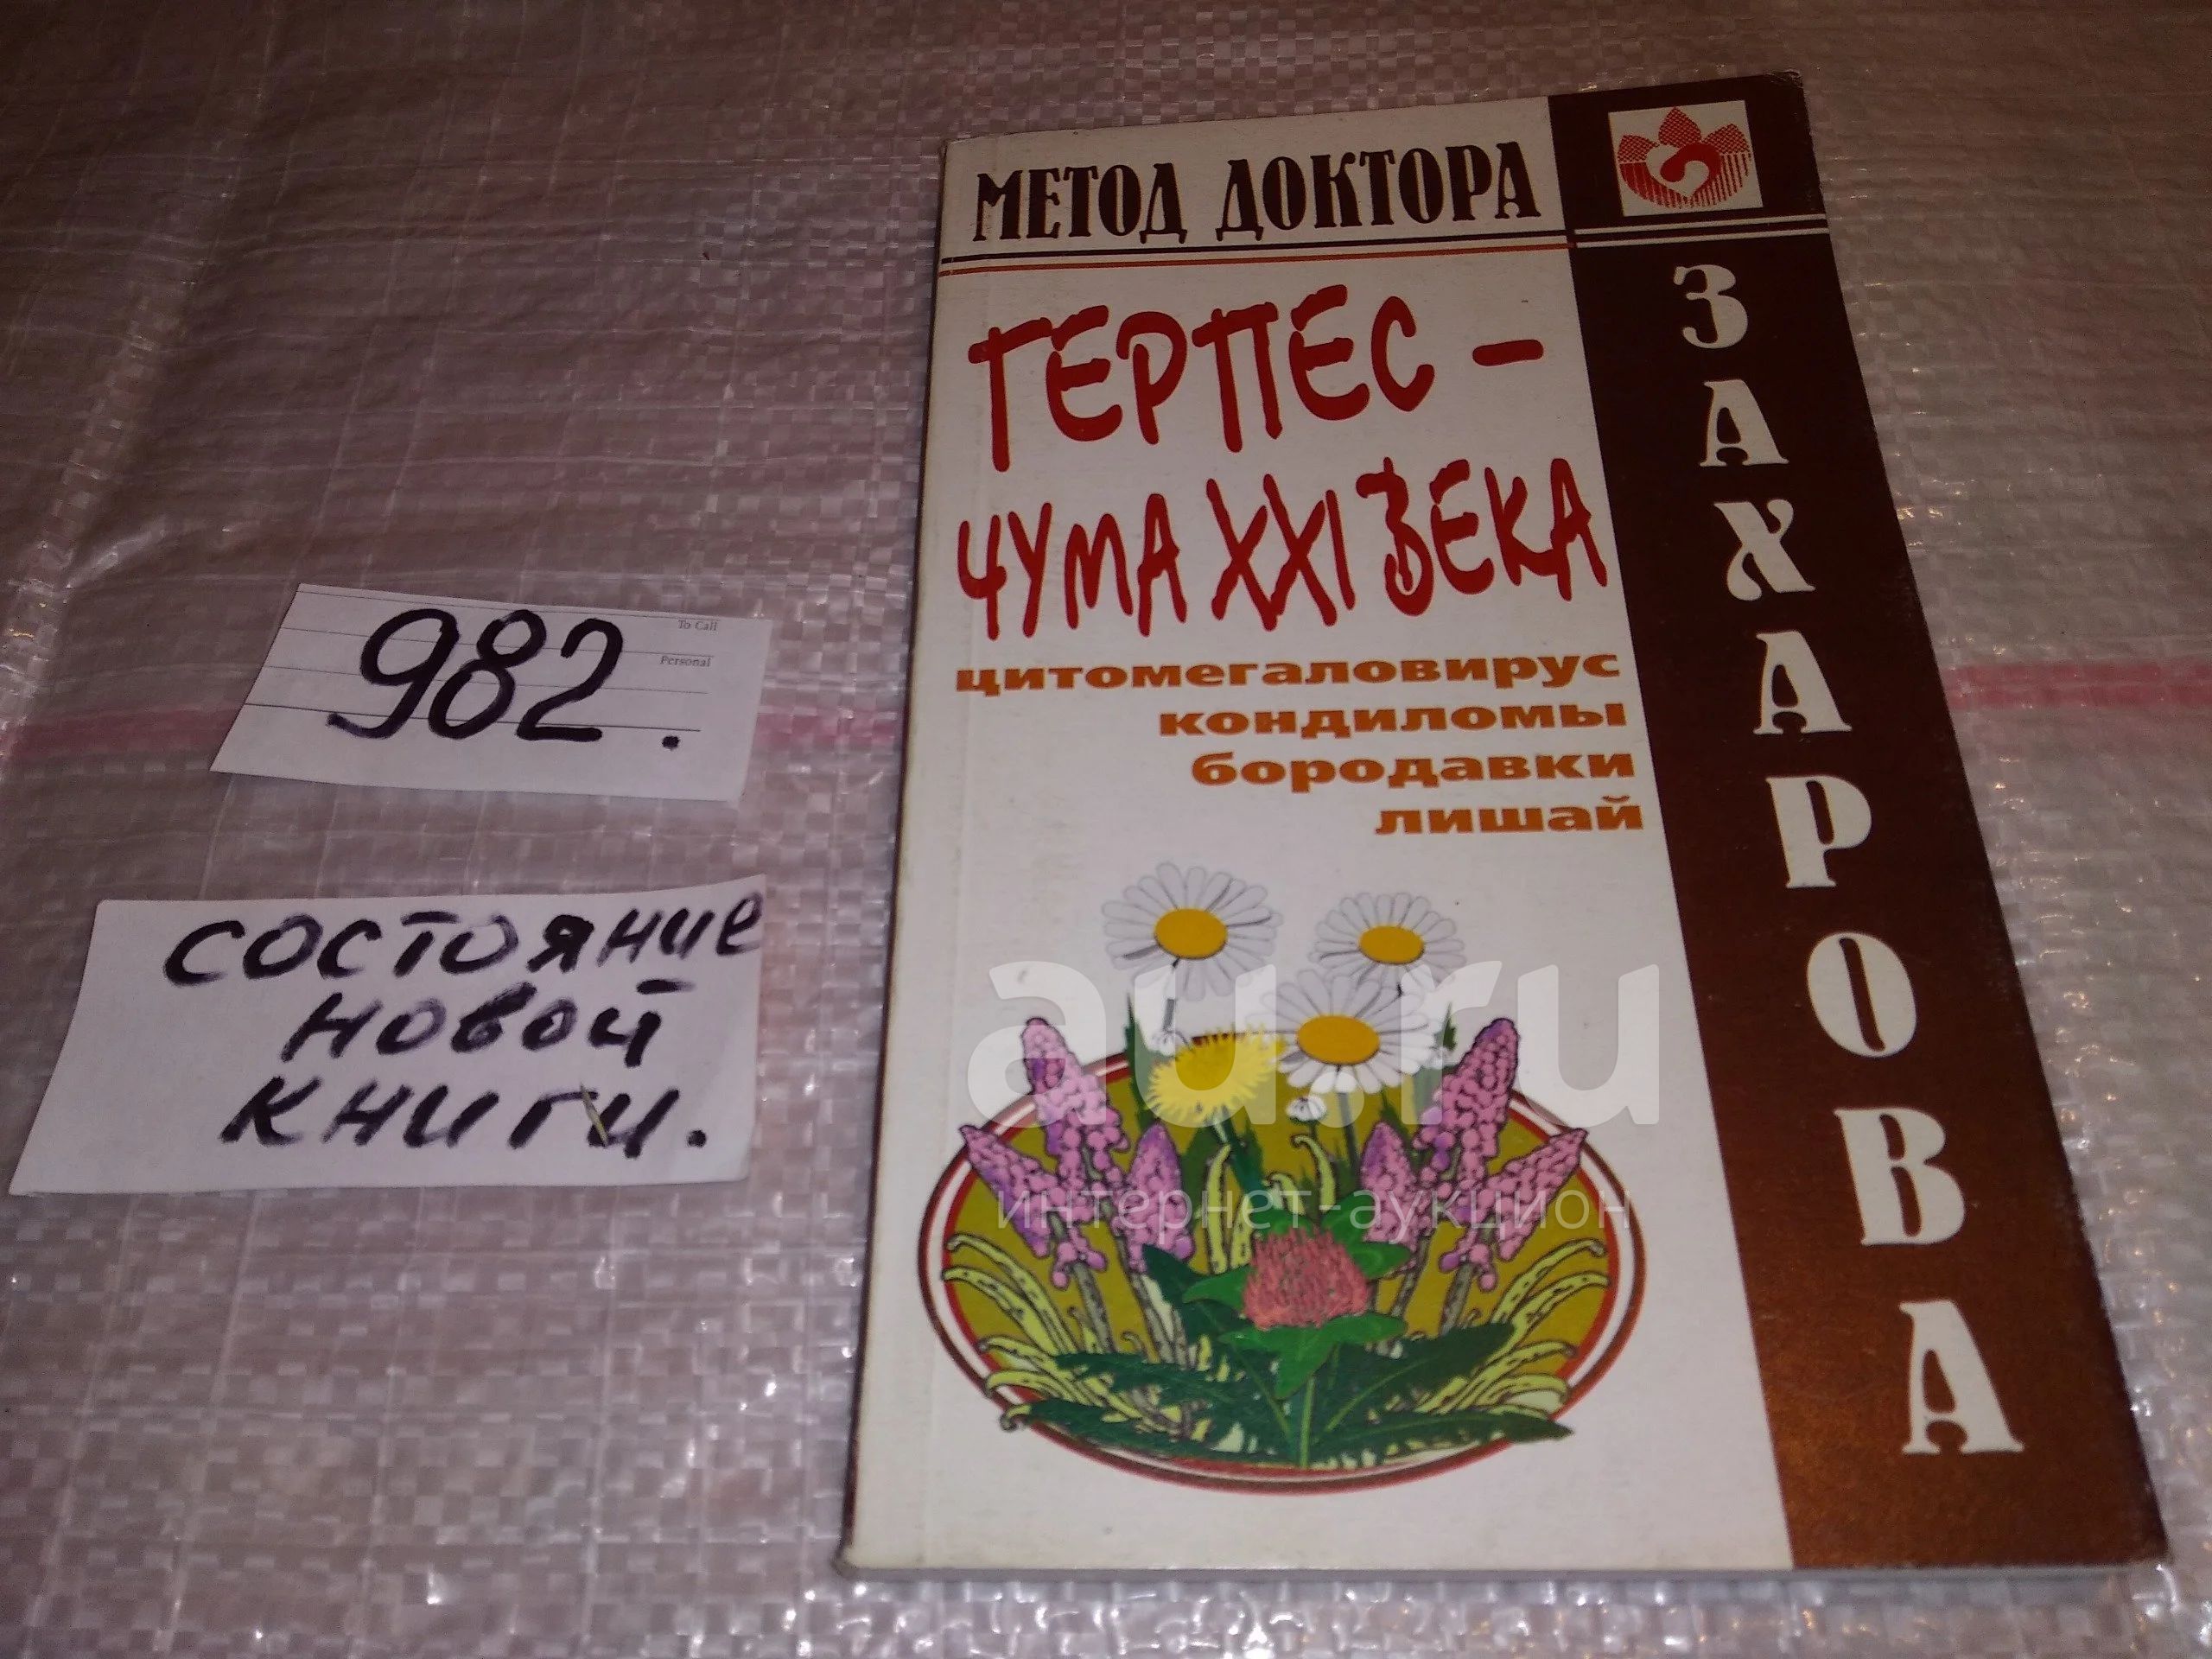 982.
To Call
Personal
состояние
новой
книги.
МЕТОД ДОКТОРА
ЗАХАРОВА
ГЕРПЕС -
ЧУМА XXI ВЕКА
цитомегаловирус
кондиломы
бородавки
лишай
au.ru
интернет-аукцион